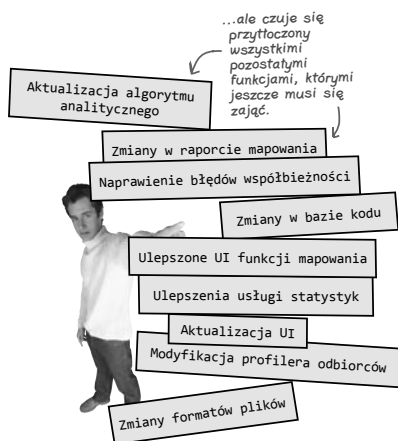 ...ale czuje się
przytłoczony
wszystkimi
pozostałymi
funkcjami, którymi
jeszcze musi się
zająć.
Aktualizacja algorytmu
analitycznego
Zmiany w raporcie mapowania
Naprawienie błędów współbieżności
Zmiany w bazie kodu
Ulepszone UI funkcji mapowania
Ulepszenia usługi statystyk
Aktualizacja UI
Modyfikacja profilera odbiorców
Zmiany formatów plików